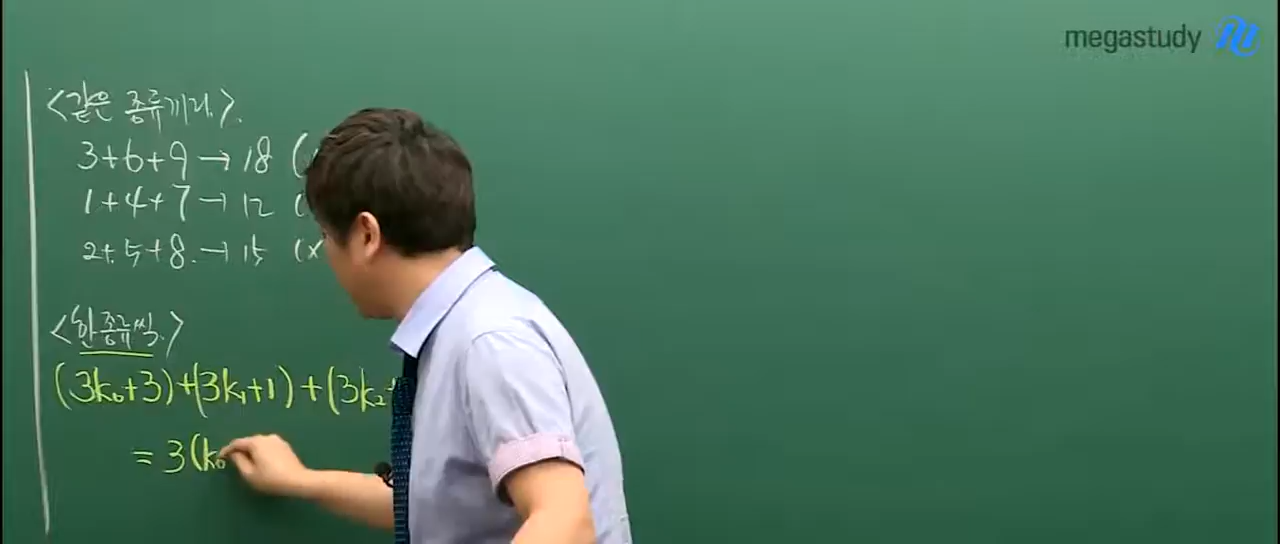 megastudy
<같은 종류끼리.>.
3+6+9 → 18 (
1+4+7 → 12 (
2+5+8. → 15 (x
<한 종류씩.>
(3k₀+3)+(3k₁+1)+(3k₂+
= 3(k₀